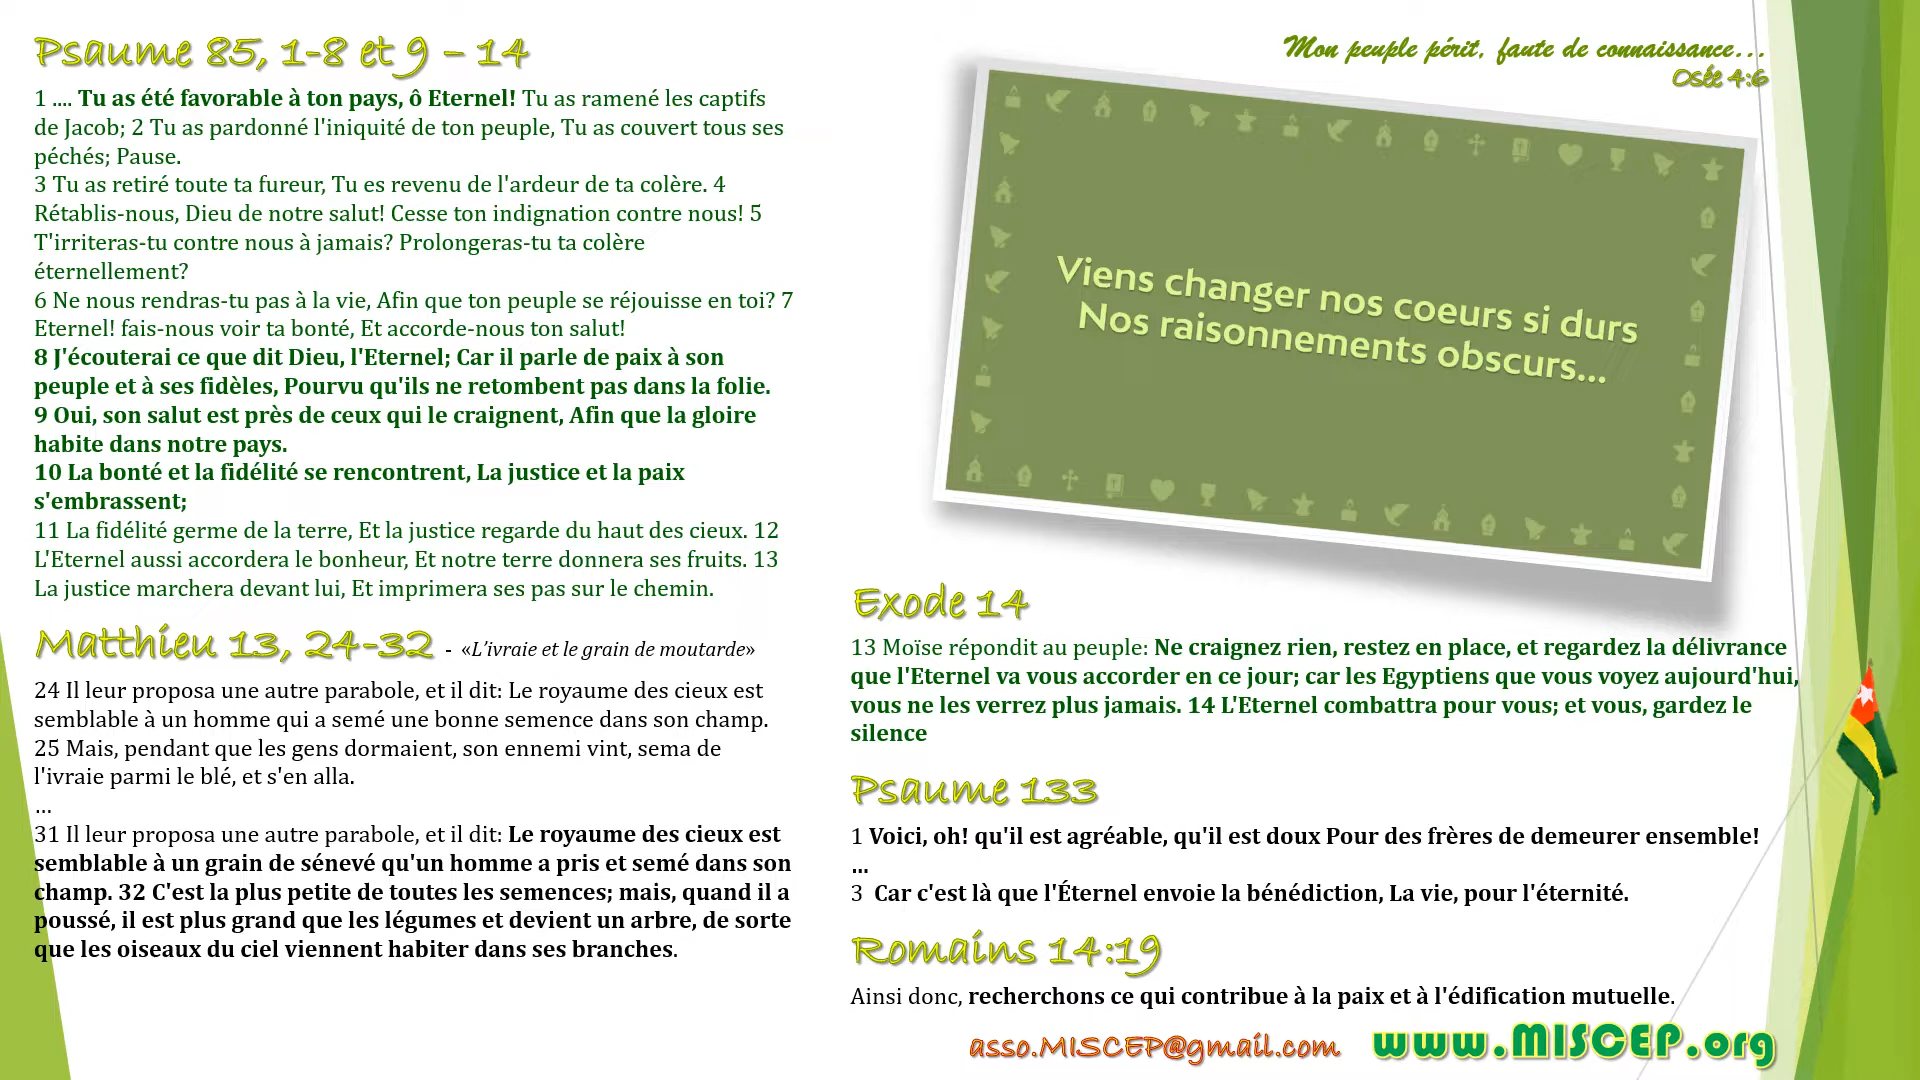 Psaume 85, 1-8 et 9 – 14
1 .... Tu as été favorable à ton pays, ô Eternel! Tu as ramené les captifs
de Jacob; 2 Tu as pardonné l'iniquité de ton peuple, Tu as couvert tous ses
péchés; Pause.
3 Tu as retiré toute ta fureur, Tu es revenu de l'ardeur de ta colère. 4
Rétablis-nous, Dieu de notre salut! Cesse ton indignation contre nous! 5
T'irriteras-tu contre nous à jamais? Prolongeras-tu ta colère
éternellement?
6 Ne nous rendras-tu pas à la vie, Afin que ton peuple se réjouisse en toi? 7
Eternel! fais-nous voir ta bonté, Et accorde-nous ton salut!
8 J'écouterai ce que dit Dieu, l'Eternel; Car il parle de paix à son
peuple et à ses fidèles, Pourvu qu'ils ne retombent pas dans la folie.
9 Oui, son salut est près de ceux qui le craignent, Afin que la gloire
habite dans notre pays.
10 La bonté et la fidélité se rencontrent, La justice et la paix
s'embrassent;
11 La fidélité germe de la terre, Et la justice regarde du haut des cieux. 12
L'Eternel aussi accordera le bonheur, Et notre terre donnera ses fruits. 13
La justice marchera devant lui, Et imprimera ses pas sur le chemin.
Matthieu 13, 24-32 - «L'ivraie et le grain de moutarde»
24 Il leur proposa une autre parabole, et il dit: Le royaume des cieux est
semblable à un homme qui a semé une bonne semence dans son champ.
25 Mais, pendant que les gens dormaient, son ennemi vint, sema de
l'ivraie parmi le blé, et s'en alla.
...
31 Il leur proposa une autre parabole, et il dit: Le royaume des cieux est
semblable à un grain de sénevé qu'un homme a pris et semé dans son
champ. 32 C'est la plus petite de toutes les semences; mais, quand il a
poussé, il est plus grand que les légumes et devient un arbre, de sorte
que les oiseaux du ciel viennent habiter dans ses branches.
Mon peuple périt, faute de connaissance...
Osée 4:6
Viens changer nos coeurs si durs
Nos raisonnements obscurs...
Exode 14
13 Moïse répondit au peuple: Ne craignez rien, restez en place, et regardez la délivrance
que l'Eternel va vous accorder en ce jour; car les Egyptiens que vous voyez aujourd'hui,
vous ne les verrez plus jamais. 14 L'Eternel combattra pour vous; et vous, gardez le
silence
Psaume 133
1 Voici, oh! qu'il est agréable, qu'il est doux Pour des frères de demeurer ensemble!
...
3 Car c'est là que l'Éternel envoie la bénédiction, La vie, pour l'éternité.
Romains 14:19
Ainsi donc, recherchons ce qui contribue à la paix et à l'édification mutuelle.
asso.MISCEP@gmail.com
www.MISCEP.org